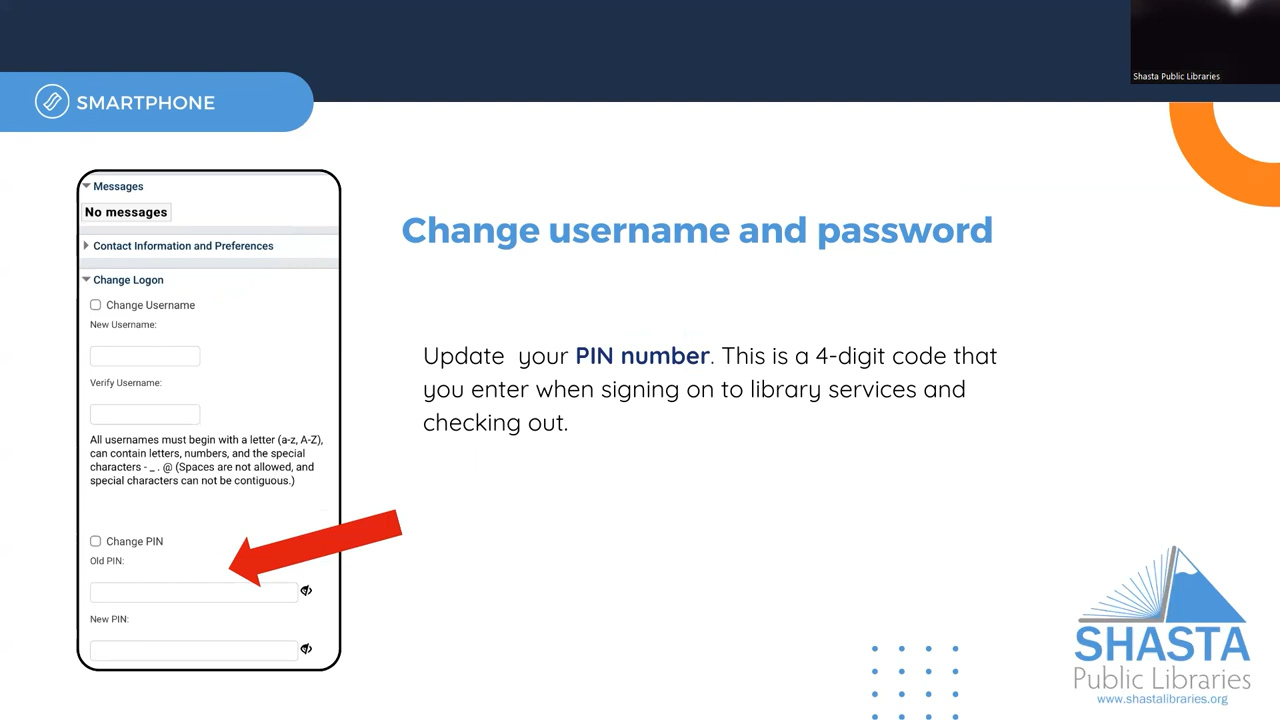 Shasta Public Libraries
SMARTPHONE
Messages
No messages
Contact Information and Preferences
Change Logon
Change Username
New Username:
Verify Username:
All usernames must begin with a letter (a-z, A-Z),
can contain letters, numbers, and the special
characters - _ . @ (Spaces are not allowed, and
special characters can not be contiguous.)
Change PIN
Old PIN:
New PIN:
Change username and password
Update your PIN number. This is a 4-digit code that
you enter when signing on to library services and
checking out.
SHASTA
Public Libraries
www.shastalibraries.org